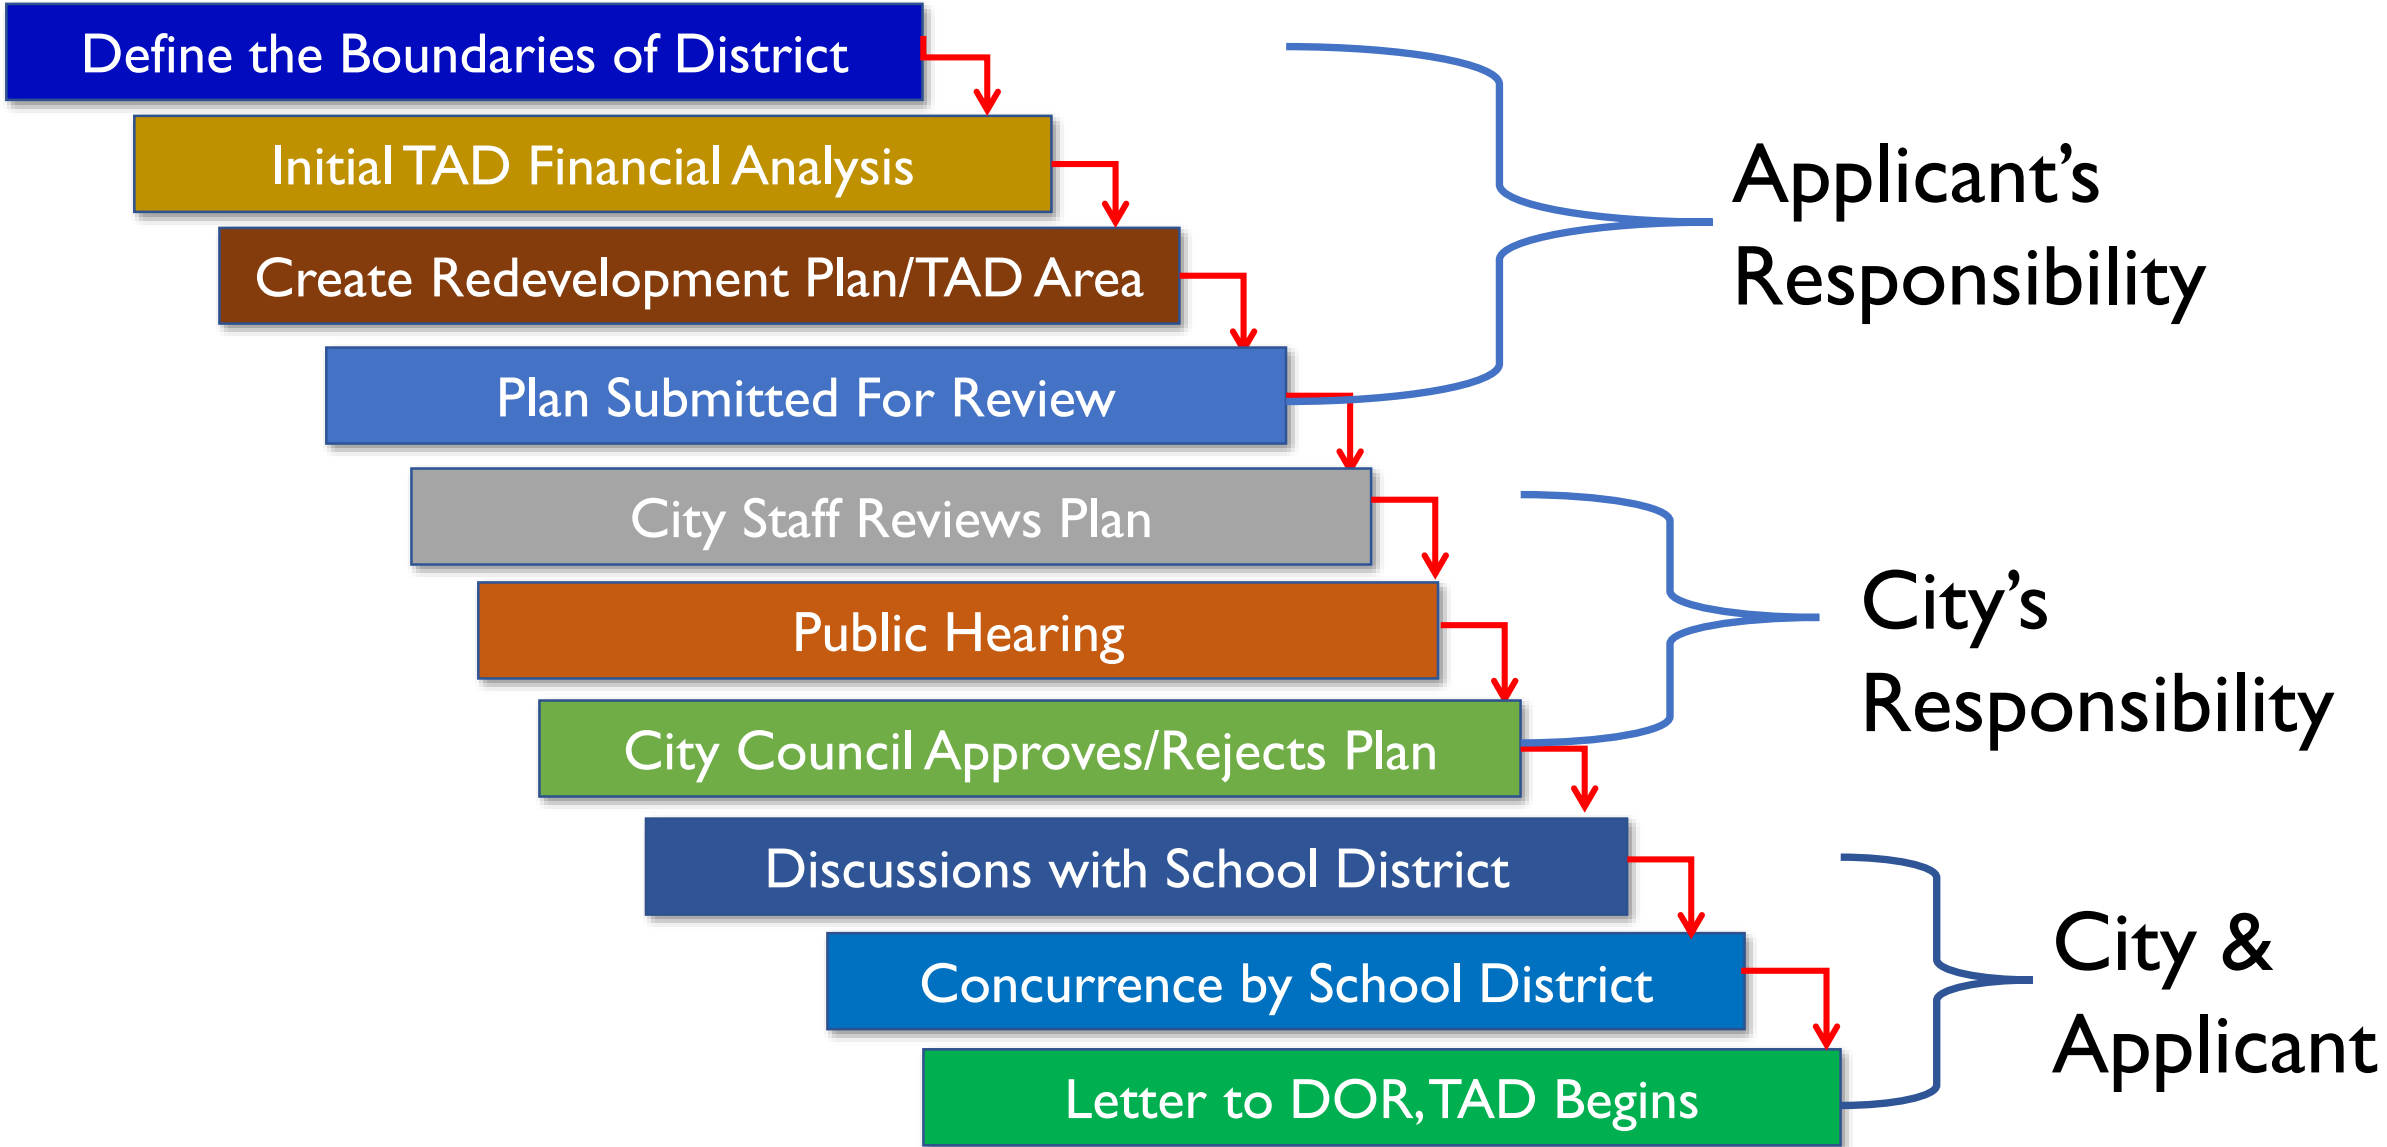 Define the Boundaries of District
Initial TAD Financial Analysis
Create Redevelopment Plan/TAD Area
Plan Submitted For Review
Applicant’s
Responsibility
City Staff Reviews Plan
Public Hearing
City Council Approves/Rejects Plan
City’s
Responsibility
Discussions with School District
Concurrence by School District
Letter to DOR, TAD Begins
City &
Applicant